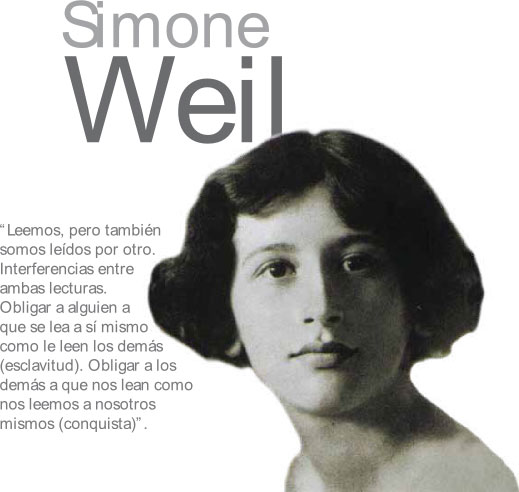 Simone
Weil
“Leemos, pero también
somos leídos por otro.
Interferencias entre
ambas lecturas.
Obligar a alguien a
que se lea a sí mismo
como le leen los demás
(esclavitud). Obligar a los
demás a que nos lean como
nos leemos a nosotros
mismos (conquista)”.